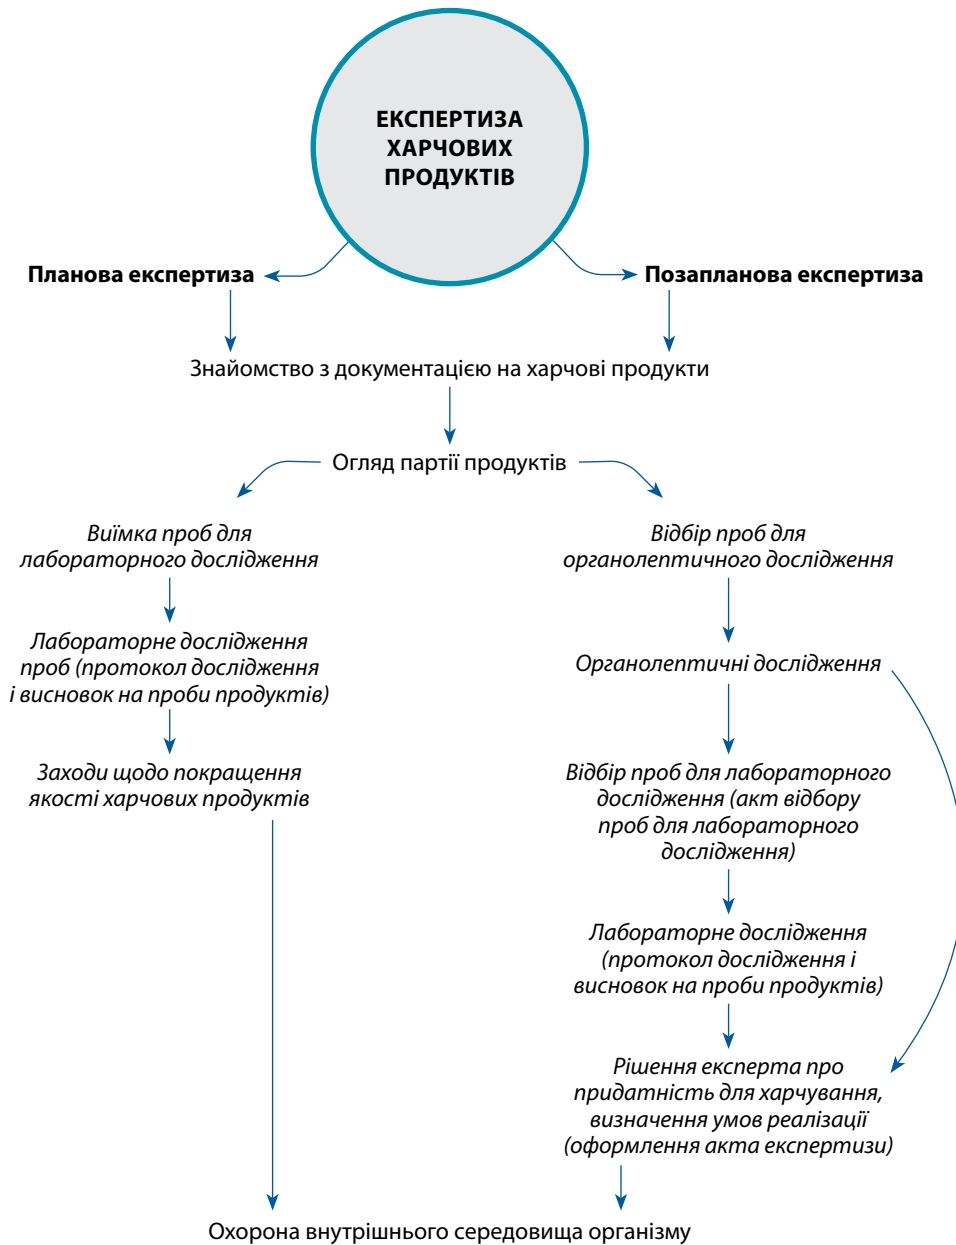 ЕКСПЕРТИЗА
ХАРЧОВИХ
ПРОДУКТІВ
Планова експертиза
Позапланова експертиза
Знайомство з документацією на харчові продукти
Огляд партії продуктів
Виїмка проб для
лабораторного дослідження
Лабораторне дослідження
проб (протокол дослідження
і висновок на проби продуктів)
Заходи щодо покращення
якості харчових продуктів
Відбір проб для
органолептичного дослідження
Органолептичні дослідження
Відбір проб для лабораторного
дослідження (акт відбору
проб для лабораторного
дослідження)
Лабораторне дослідження
(протокол дослідження і
висновок на проби продуктів)
Рішення експерта про
придатність для харчування,
визначення умов реалізації
(оформлення акта експертизи)
Охорона внутрішнього середовища організму